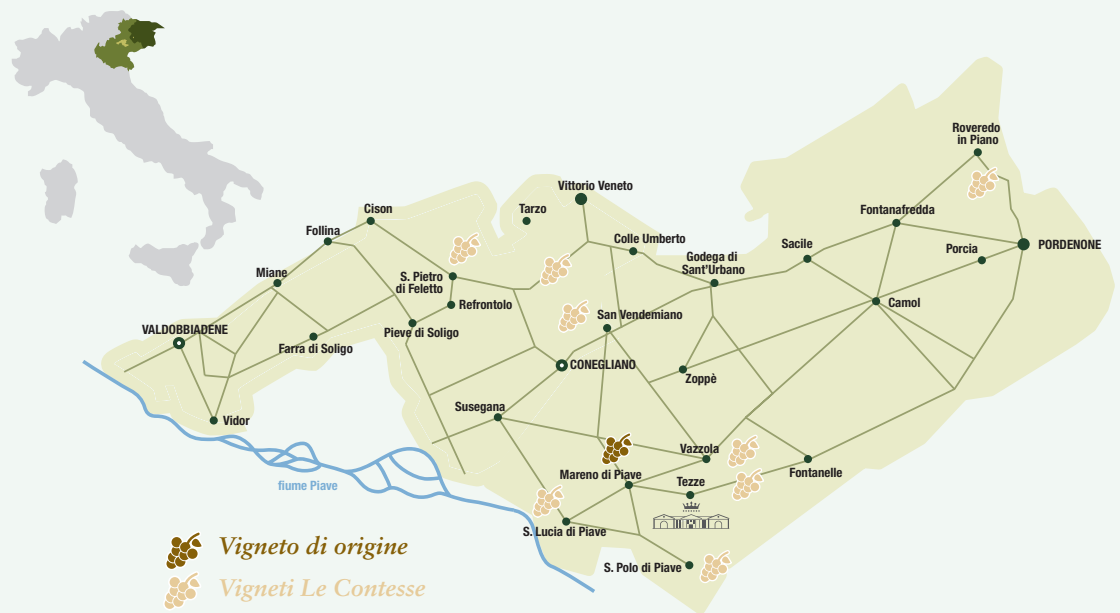 Roveredo
in Piano
Vittorio Veneto
Cison
Tarzo
Fontanafredda
Follina
Colle Umberto
Sacile
Porcia
PORDENONE
Godega di
Sant'Urbano
Miane
S. Pietro
di Feletto
Refrontolo
Camol
San Vendemiano
VALDOBBIADENE
Pieve di Soligo
Farra di Soligo
CONEGLIANO
Zoppè
Susegana
Vidor
Vazzola
Mareno di Piave
Tezze
Fontanelle
fiume Piave
S. Lucia di Piave
S. Polo di Piave
Vigneto di origine
Vigneti Le Contesse